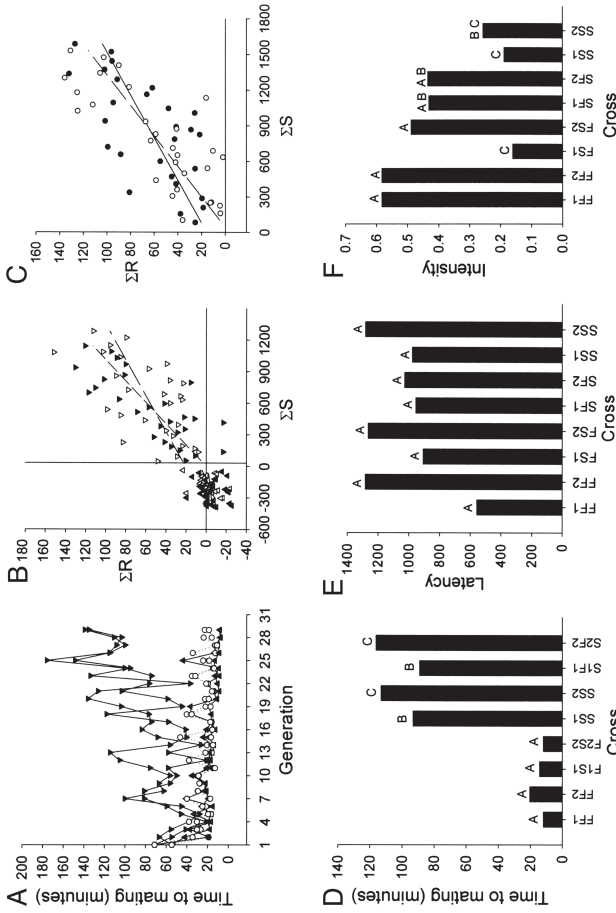 A
Time to mating (minutes)
220
200
180
160
140
120
100
80
60
40
20
0
1 4 7 10 13 16 19 22 25 28 31
Generation
B
ΣR
180
160
140
120
100
80
60
40
20
0
-20
-40
-600 -300 0 300 600 900 1200
ΣS
C
ΣR
160
140
120
100
80
60
40
20
0
0 300 600 900 1200 1500 1800
ΣS
D
Time to mating (minutes)
140
120
100
80
60
40
20
0
A A A A B C B C
FF1 FF2 F1S1 F2S2 SS1 SS2 S1F1 S2F2
Cross
E
Latency
1400
1200
1000
800
600
400
200
0
A A A A A A A A
FF1 FF2 FS1 FS2 SF1 SF2 SS1 SS2
Cross
F
Intensity
0.7
0.6
0.5
0.4
0.3
0.2
0.1
0.0
A A C A A B A B C B C
FF1 FF2 FS1 FS2 SF1 SF2 SS1 SS2
Cross